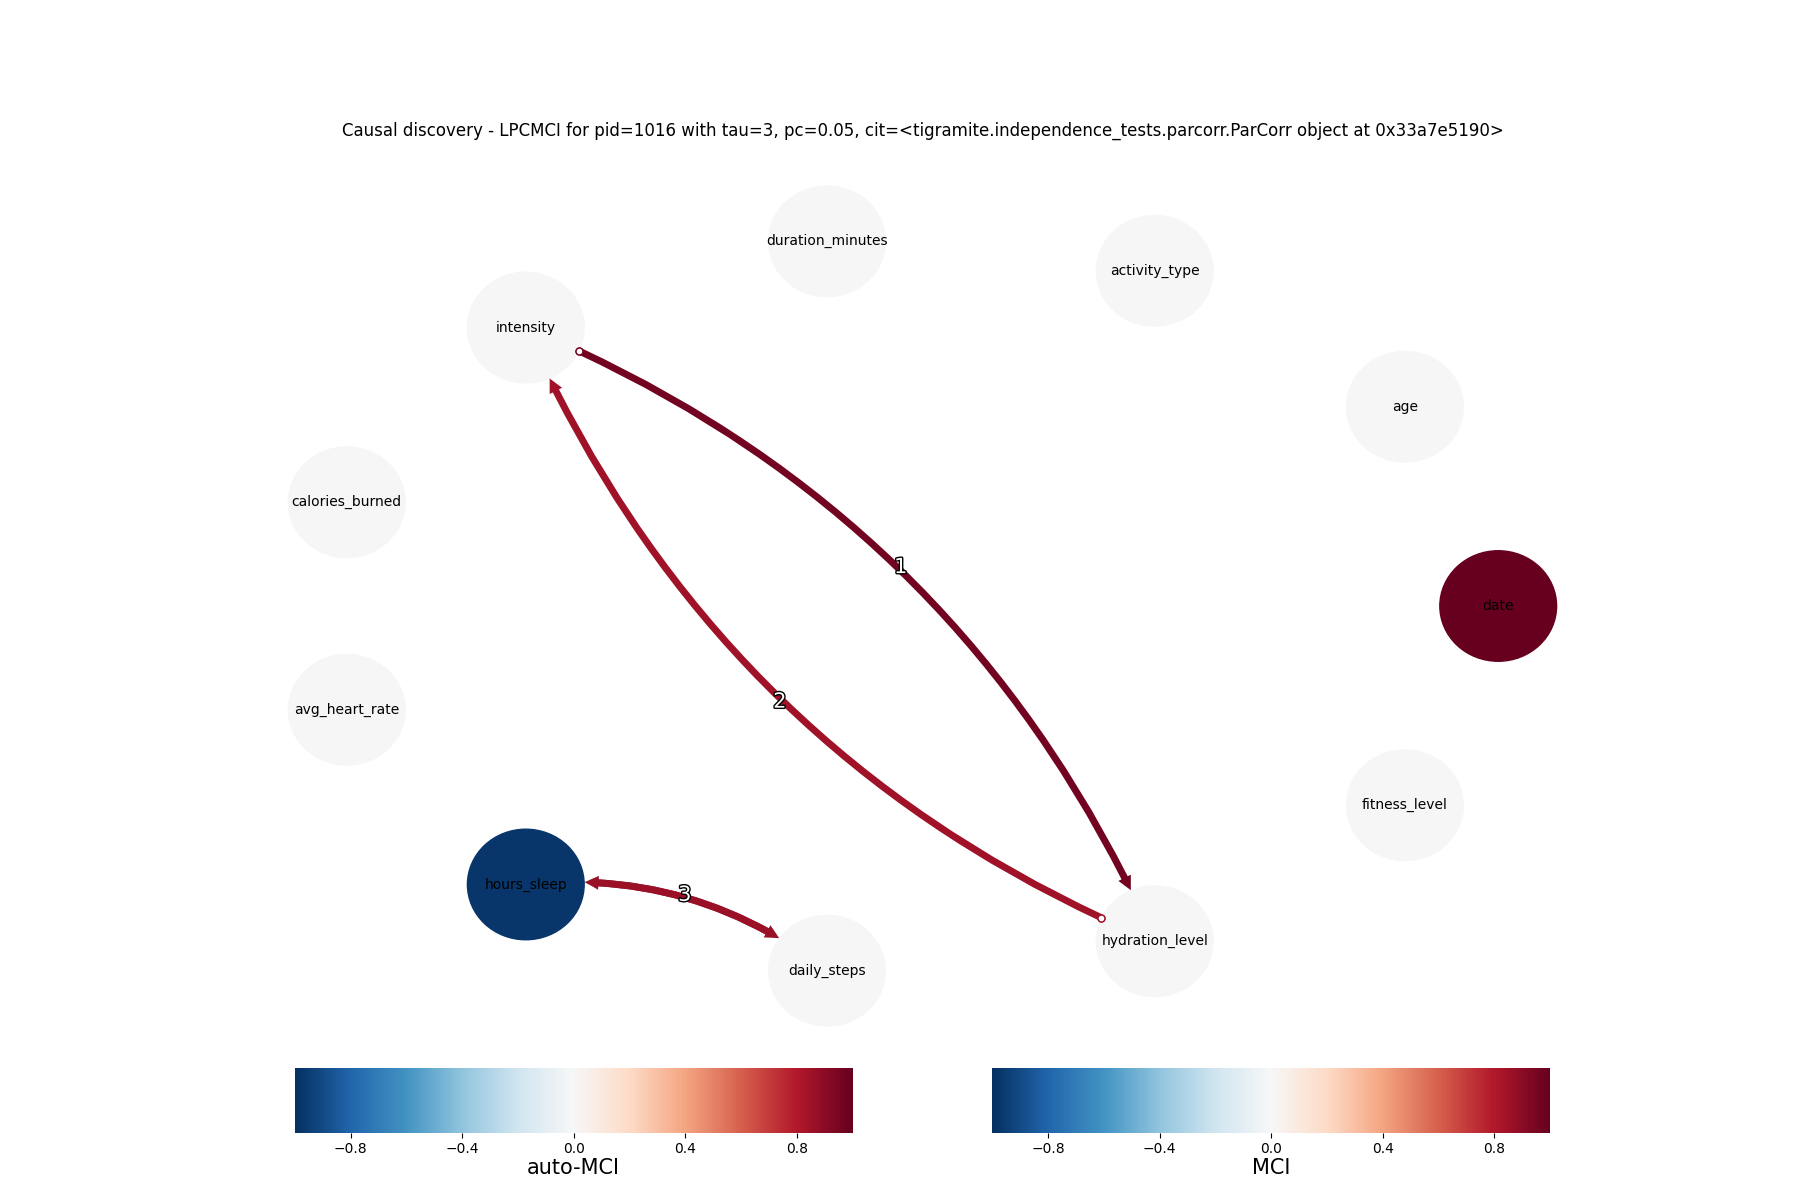 Causal discovery - LPCMCI for pid=1016 with tau=3, pc=0.05, cit=<tigramite.independence_tests.parcorr.ParCorr object at 0x33a7e5190>
duration_minutes
activity_type
intensity
age
calories_burned
1
date
2
avg_heart_rate
fitness_level
hours_sleep
3
hydration_level
daily_steps
−0.8 −0.4 0.0 0.4 0.8
auto-MCI
−0.8 −0.4 0.0 0.4 0.8
MCI